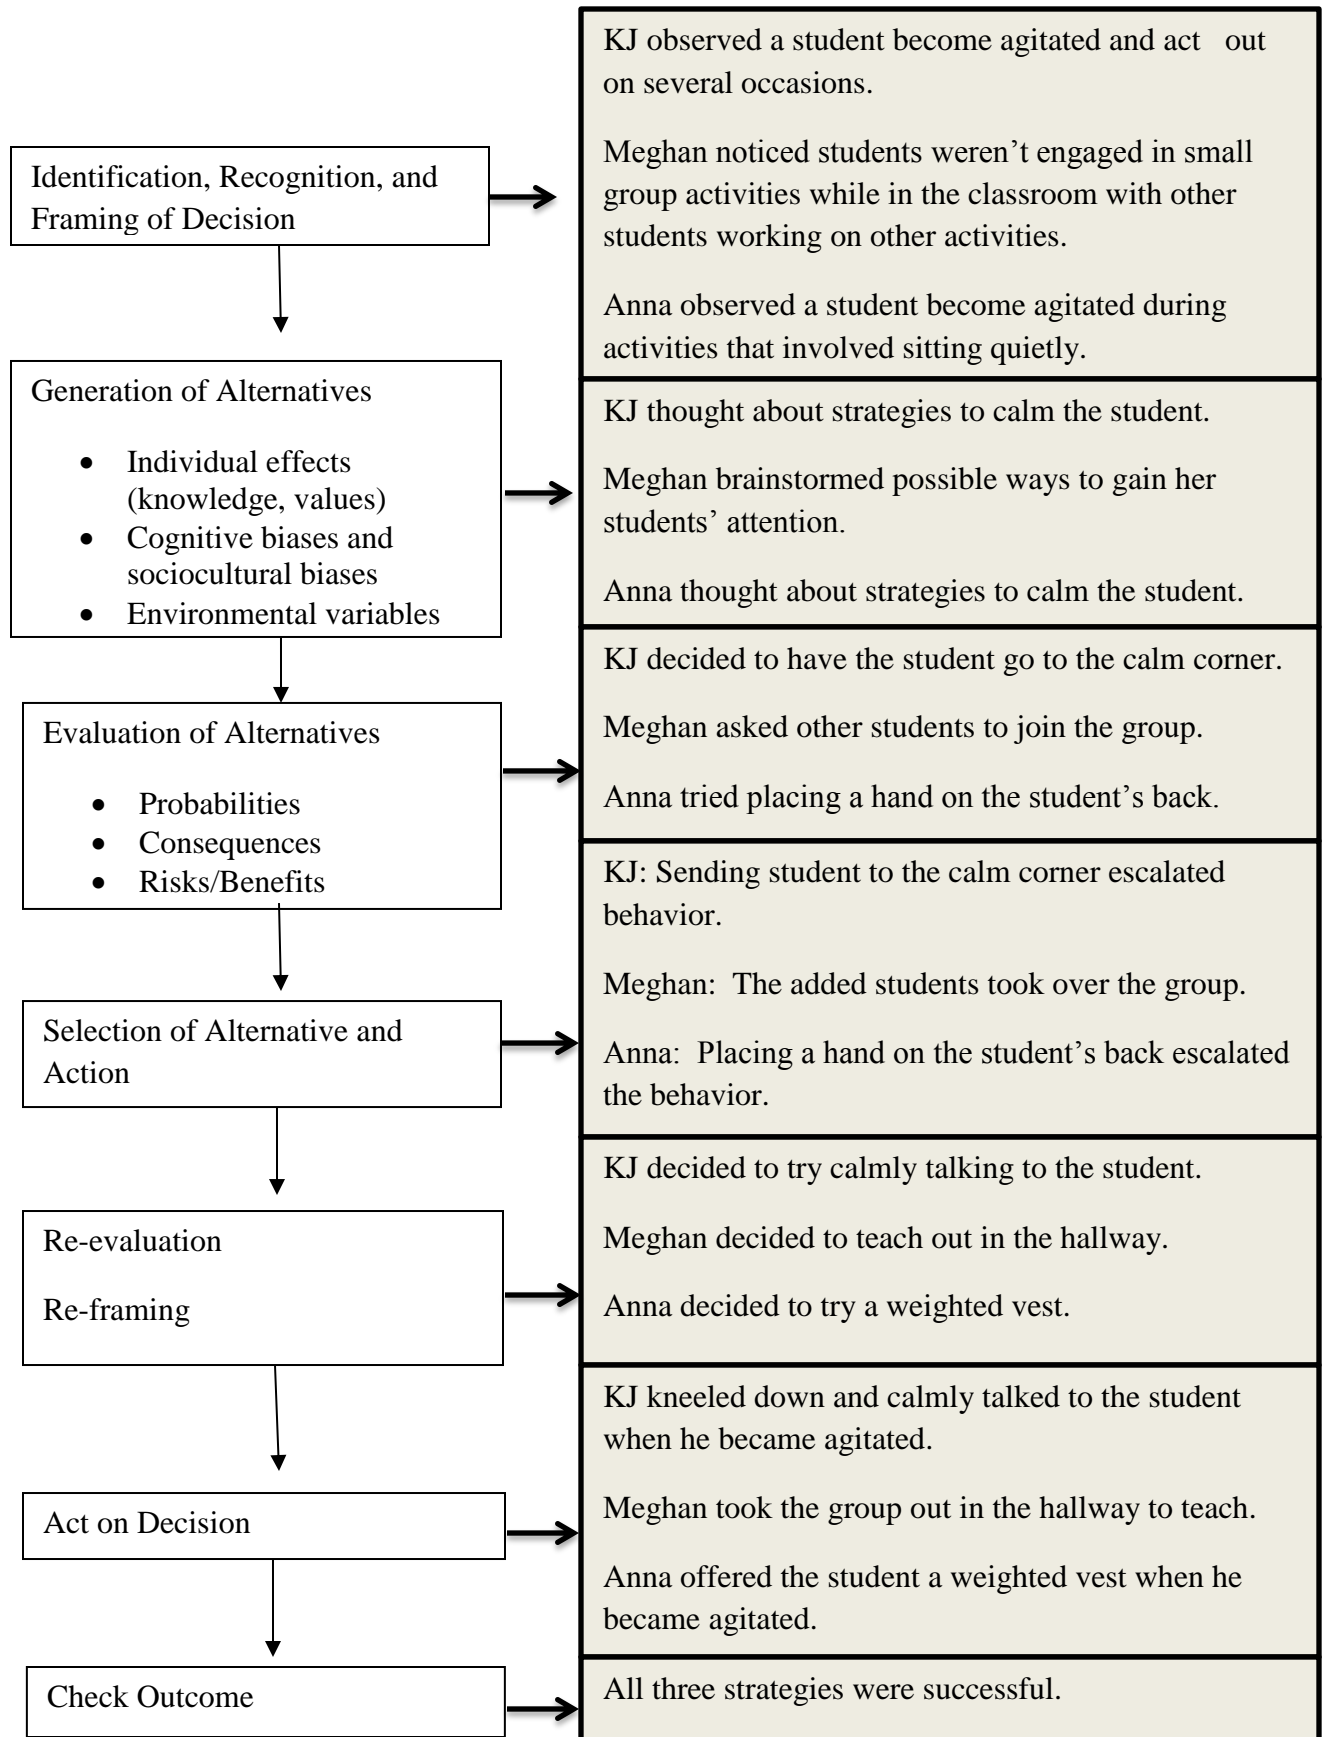 Identification, Recognition, and
Framing of Decision
KJ observed a student become agitated and act out
on several occasions.
Meghan noticed students weren’t engaged in small
group activities while in the classroom with other
students working on other activities.
Anna observed a student become agitated during
activities that involved sitting quietly.
Generation of Alternatives
• Individual effects
(knowledge, values)
• Cognitive biases and
sociocultural biases
• Environmental variables
KJ thought about strategies to calm the student.
Meghan brainstormed possible ways to gain her
students’ attention.
Anna thought about strategies to calm the student.
Evaluation of Alternatives
• Probabilities
• Consequences
• Risks/Benefits
KJ decided to have the student go to the calm corner.
Meghan asked other students to join the group.
Anna tried placing a hand on the student’s back.
Selection of Alternative and
Action
KJ: Sending student to the calm corner escalated
behavior.
Meghan: The added students took over the group.
Anna: Placing a hand on the student’s back escalated
the behavior.
Re-evaluation
Re-framing
KJ decided to try calmly talking to the student.
Meghan decided to teach out in the hallway.
Anna decided to try a weighted vest.
Act on Decision
KJ kneeled down and calmly talked to the student
when he became agitated.
Meghan took the group out in the hallway to teach.
Anna offered the student a weighted vest when he
became agitated.
Check Outcome
All three strategies were successful.